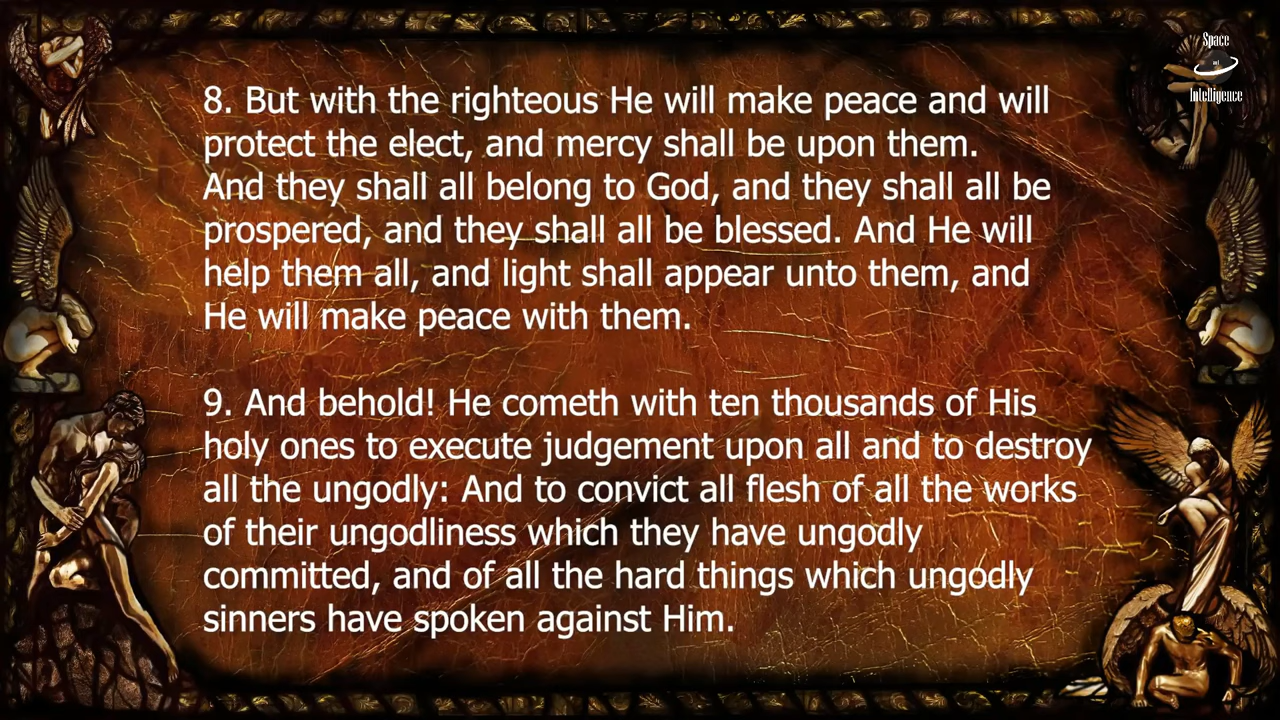 Space
and
Intelligence
8. But with the righteous He will make peace and will
protect the elect, and mercy shall be upon them.
And they shall all belong to God, and they shall all be
prospered, and they shall all be blessed. And He will
help them all, and light shall appear unto them, and
He will make peace with them.
9. And behold! He cometh with ten thousands of His
holy ones to execute judgement upon all and to destroy
all the ungodly: And to convict all flesh of all the works
of their ungodliness which they have ungodly
committed, and of all the hard things which ungodly
sinners have spoken against Him.